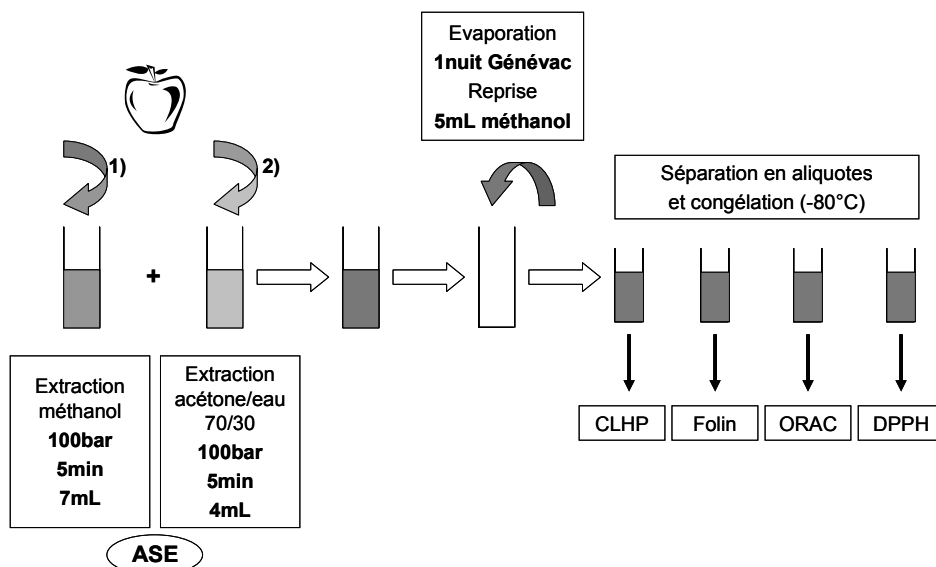 Evaporation
1nuit Génévac
Reprise
5mL méthanol
1)
2)
Séparation en aliquotes
et congélation (-80°C)
+
Extraction
méthanol
100bar
5min
7mL
Extraction
acétone/eau
70/30
100bar
5min
4mL
CLHP
Folin
ORAC
DPPH
ASE